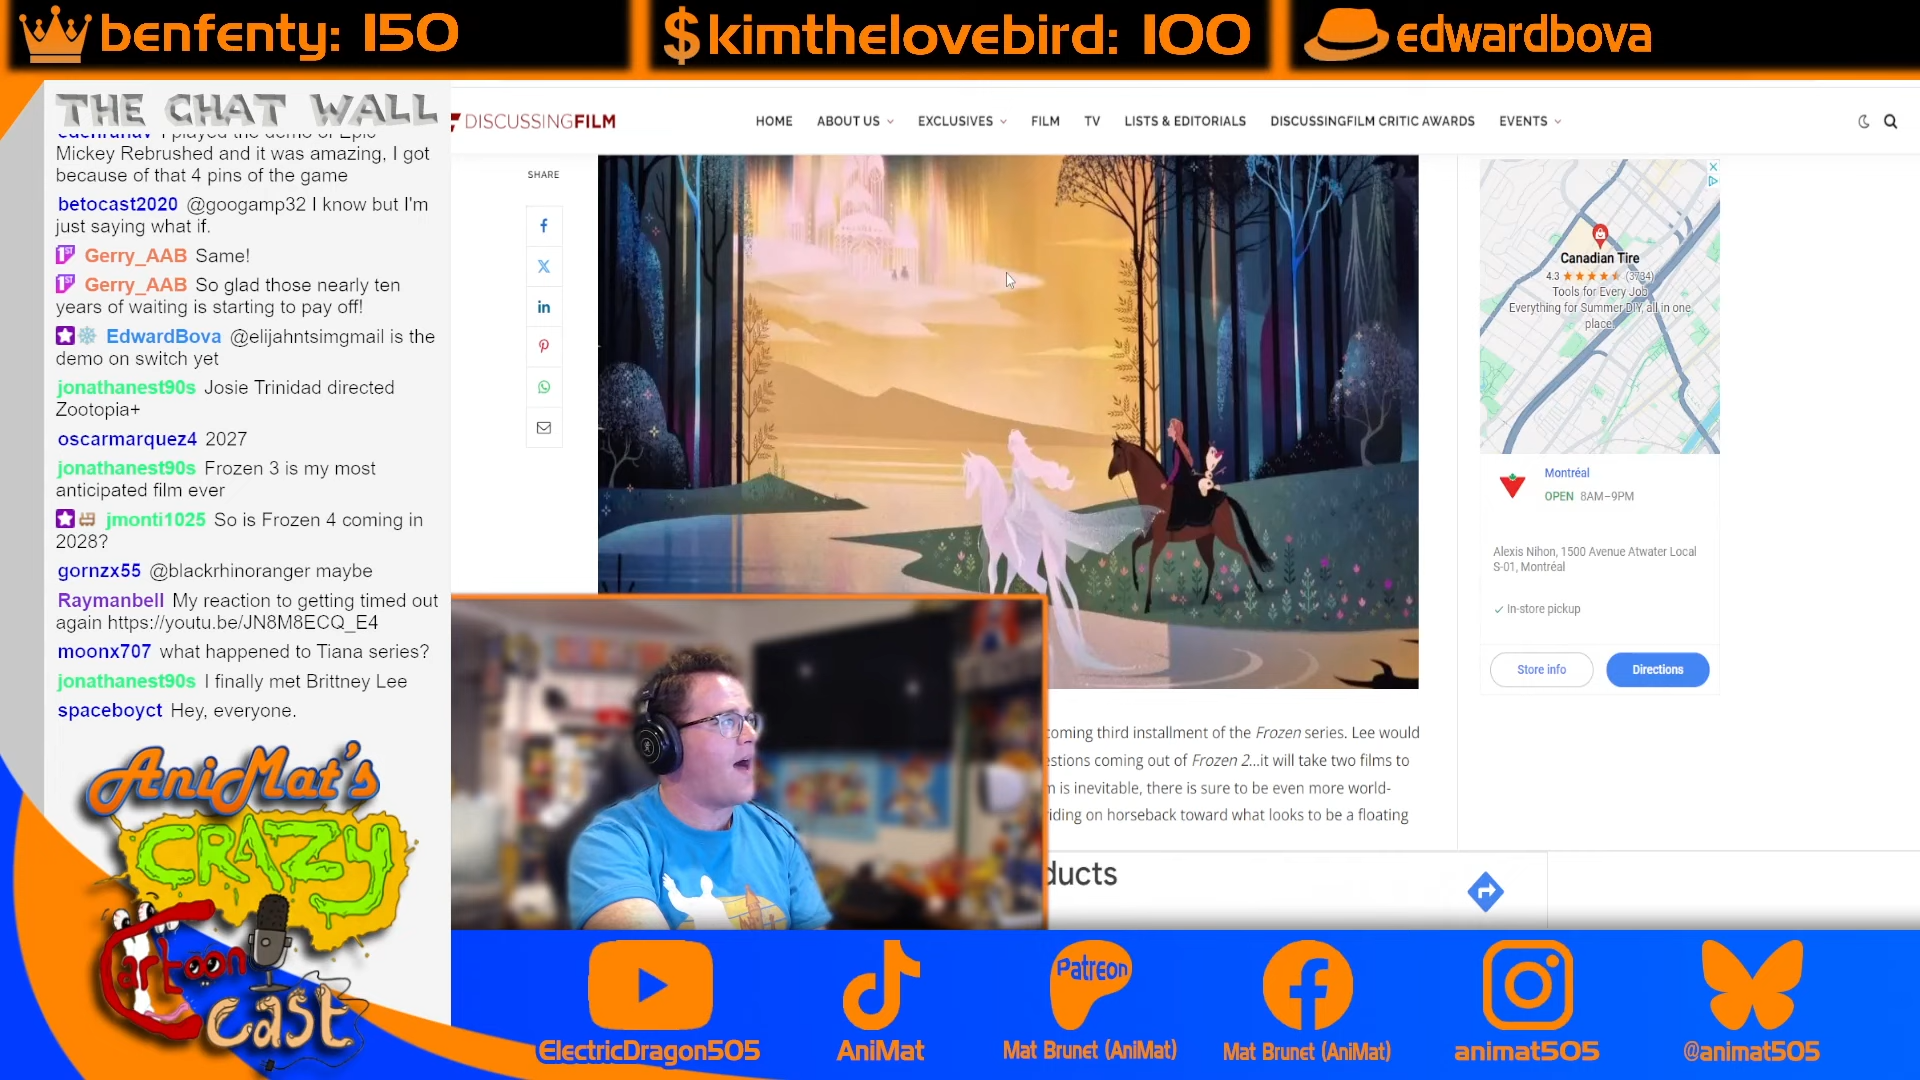 benfenty: 150
$ kimthelovebird: 100
edwardbova
THE CHAT WALL
Mickey Rebrushed and it was amazing, I got
because of that 4 pins of the game
betocast2020 @googamp32 I know but I'm
just saying what if.
1ST Gerry_AAB Same!
1ST Gerry_AAB So glad those nearly ten
years of waiting is starting to pay off!
EdwardBova @elijahntsimgmail is the
demo on switch yet
jonathanest90s Josie Trinidad directed
Zootopia+
oscarmarquez4 2027
jonathanest90s Frozen 3 is my most
anticipated film ever
jmonti1025 So is Frozen 4 coming in
2028?
gornzx55 @blackrhinoranger maybe
Raymanbell My reaction to getting timed out
again https://youtu.be/JN8M8ECQ_E4
moonx707 what happened to Tiana series?
jonathanest90s I finally met Brittney Lee
spaceboyct Hey, everyone.
AniMat's
CRAZY
Cartoon
Cast
DISCUSSINGFILM
HOME
ABOUT US
EXCLUSIVES
FILM
TV
LISTS & EDITORIALS
DISCUSSINGFILM CRITIC AWARDS
EVENTS
SHARE
Canadian Tire
4.3 (3734)
Tools for Every Job
Everything for Summer DIY, all in one
place.
Montréal
OPEN 8AM–9PM
Alexis Nihon, 1500 Avenue Atwater Local
S-01, Montréal
In-store pickup
Store info
Directions
coming third installment of the Frozen series. Lee would
estions coming out of Frozen 2...it will take two films to
m is inevitable, there is sure to be even more world-
riding on horseback toward what looks to be a floating
ducts
ElectricDragon505
AniMat
Patreon
Mat Brunet (AniMat)
Mat Brunet (AniMat)
animat505
@animat505